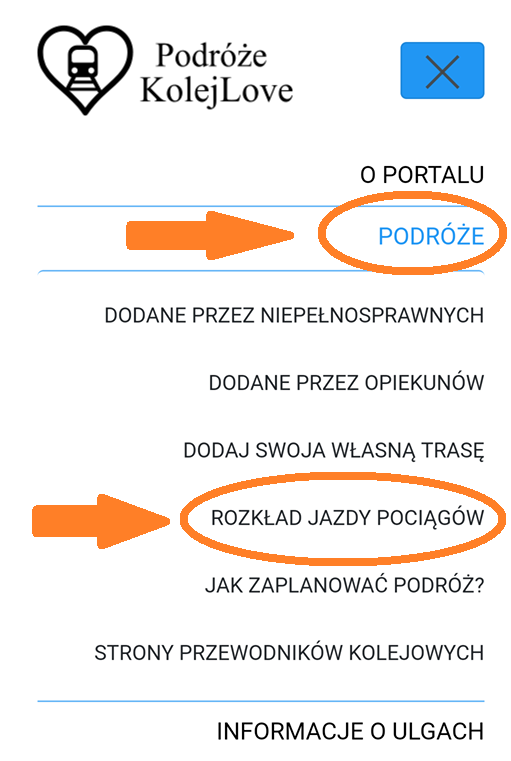 Podróże
KolejLove
O PORTALU
PODRÓŻE
DODANE PRZEZ NIEPEŁNOSPRAWNYCH
DODANE PRZEZ OPIEKUNÓW
DODAJ SWOJA WŁASNĄ TRASĘ
ROZKŁAD JAZDY POCIĄGÓW
JAK ZAPLANOWAĆ PODRÓŻ?
STRONY PRZEWODNIKÓW KOLEJOWYCH
INFORMACJE O ULGACH